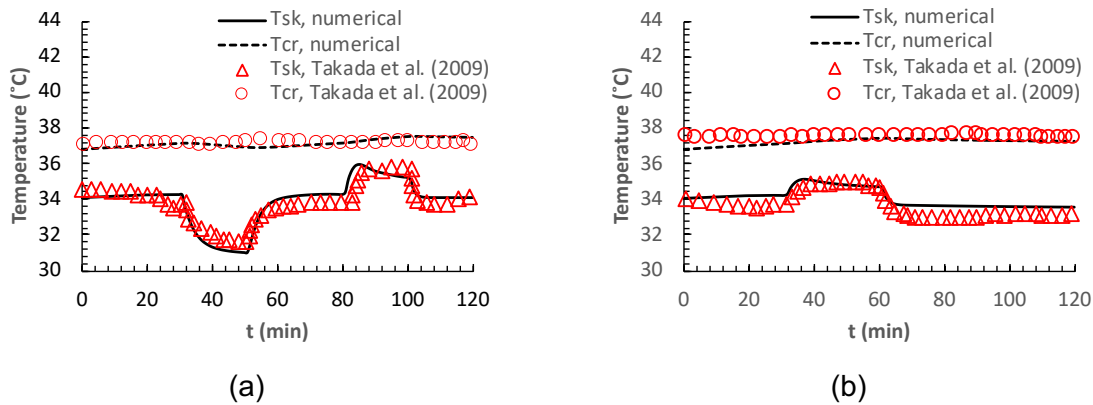 44
42
40
38
36
34
32
30
Temperature (˚C)
Tsk, numerical
Tcr, numerical
Tsk, Takada et al. (2009)
Tcr, Takada et al. (2009)
0 20 40 60 80 100 120
t (min)
(a)
44
42
40
38
36
34
32
30
Temperature (˚C)
Tsk, numerical
Tcr, numerical
Tsk, Takada et al. (2009)
Tcr, Takada et al. (2009)
0 20 40 60 80 100 120
t (min)
(b)